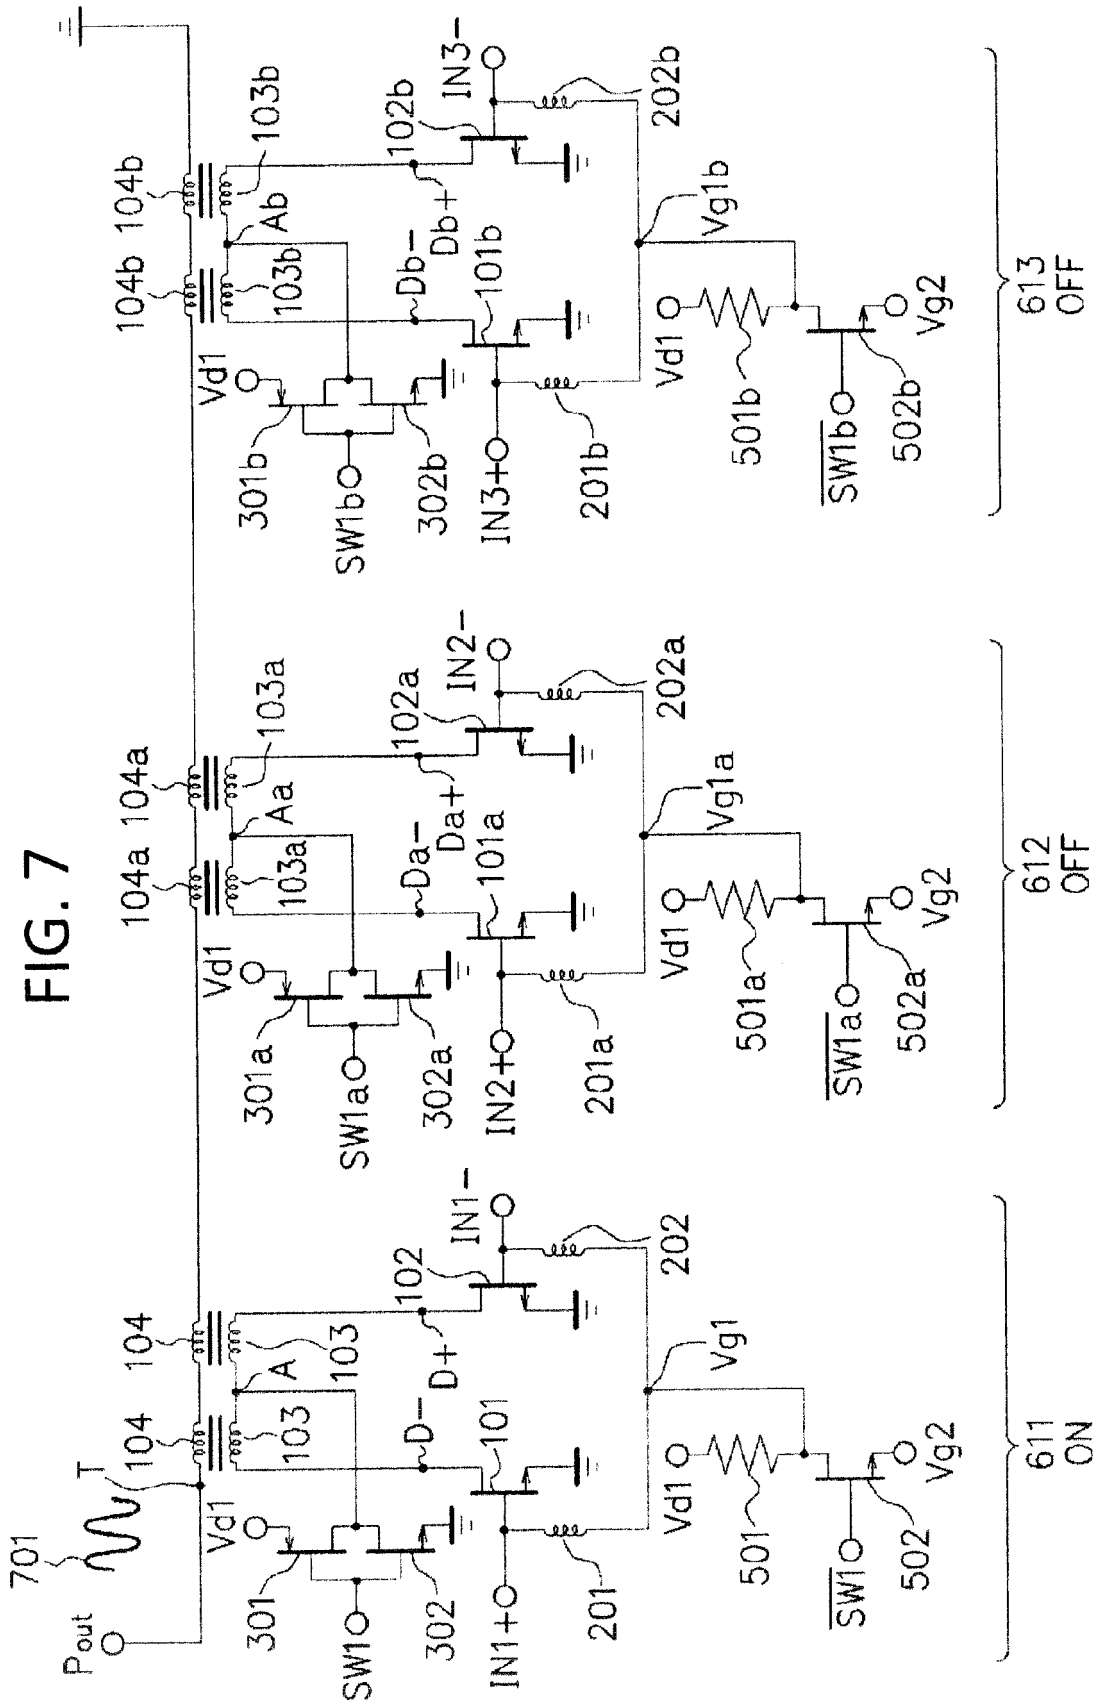 FIG. 7
701
Pout
T
104
104
104a
104a
104b
104b
103
103
103a
103a
103b
103b
A
Aa
Ab
Vd1
Vd1
Vd1
301
301a
301b
SW1
SW1a
SW1b
302
302a
302b
D-
D+
Da-
Da+
Db-
Db+
101
102
101a
102a
101b
102b
IN1+
IN1-
IN2+
IN2-
IN3+
IN3-
201
202
201a
202a
201b
202b
Vg1
Vg1a
Vg1b
Vd1
Vd1
Vd1
501
501a
501b
SW1
SW1a
SW1b
502
502a
502b
Vg2
Vg2
Vg2
611
ON
612
OFF
613
OFF